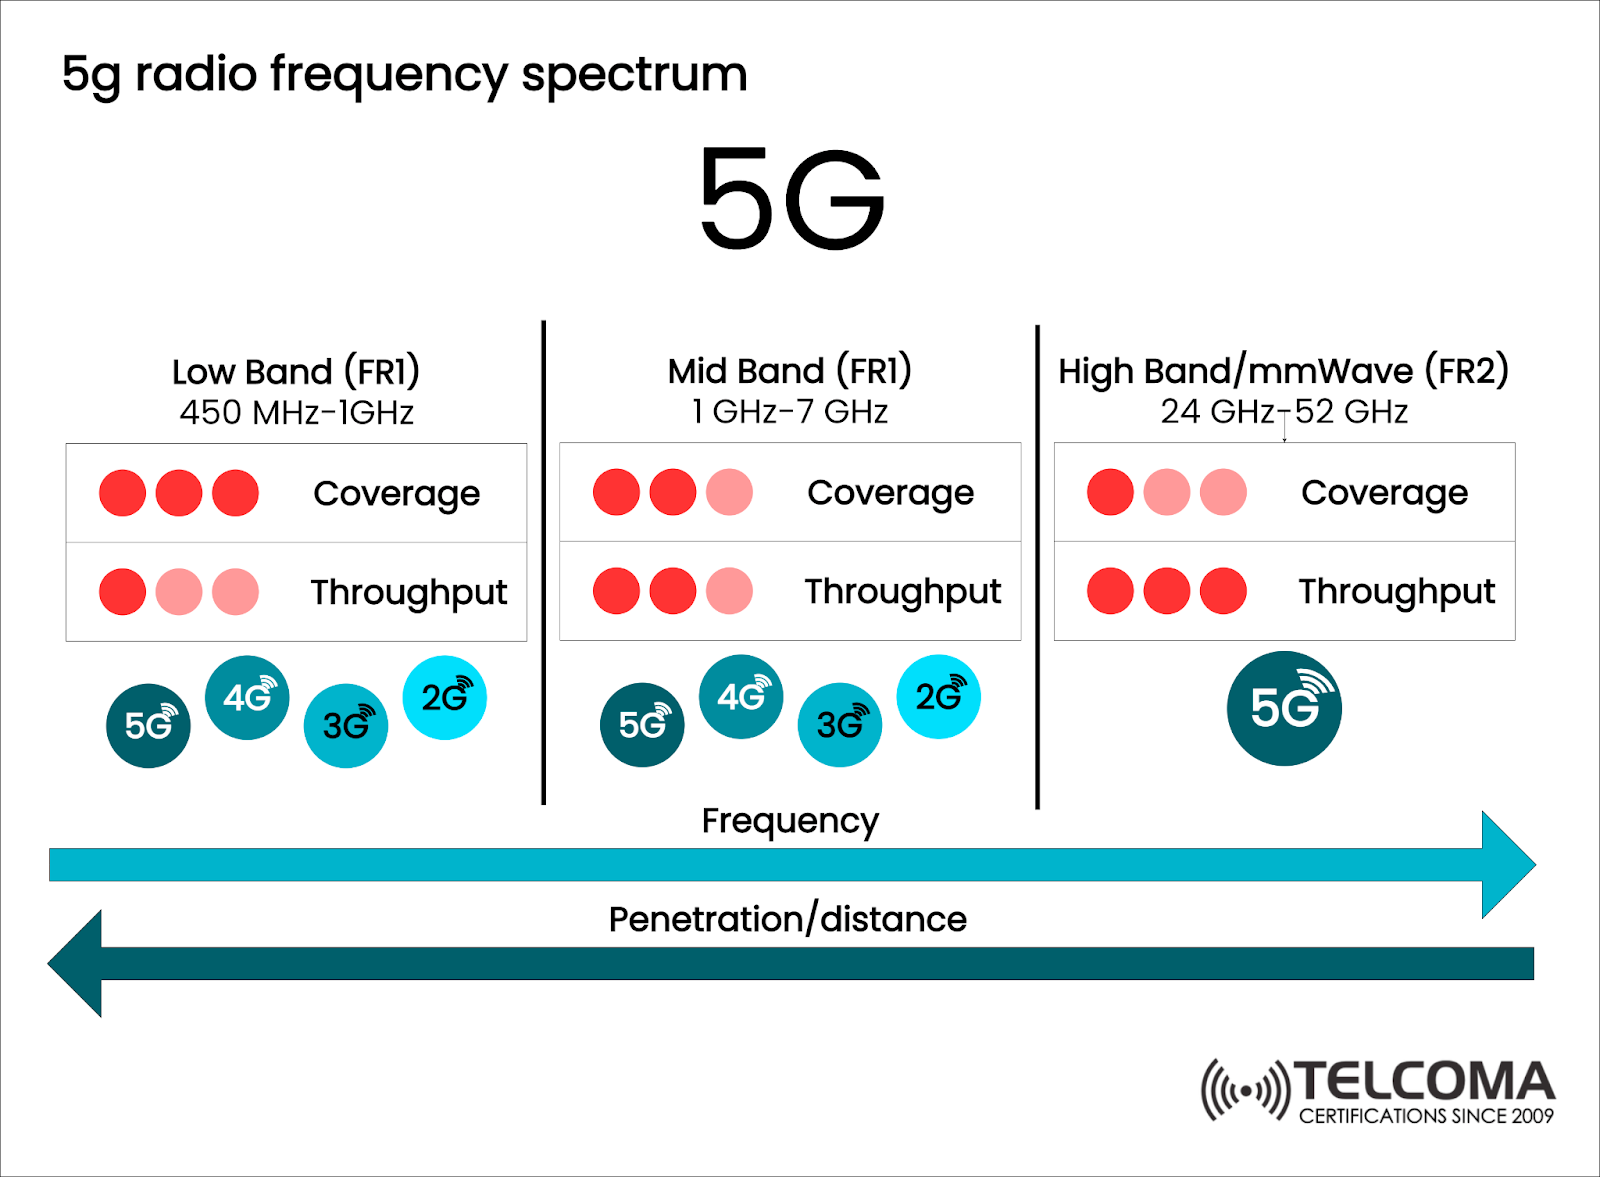 5g radio frequency spectrum
5G
Low Band (FR1)
450 MHz-1GHz
Coverage
Throughput
5G
4G
3G
2G
Mid Band (FR1)
1 GHz-7 GHz
Coverage
Throughput
5G
4G
3G
2G
High Band/mmWave (FR2)
24 GHz-52 GHz
Coverage
Throughput
5G
Frequency
Penetration/distance
TELCOMA
CERTIFICATIONS SINCE 2009